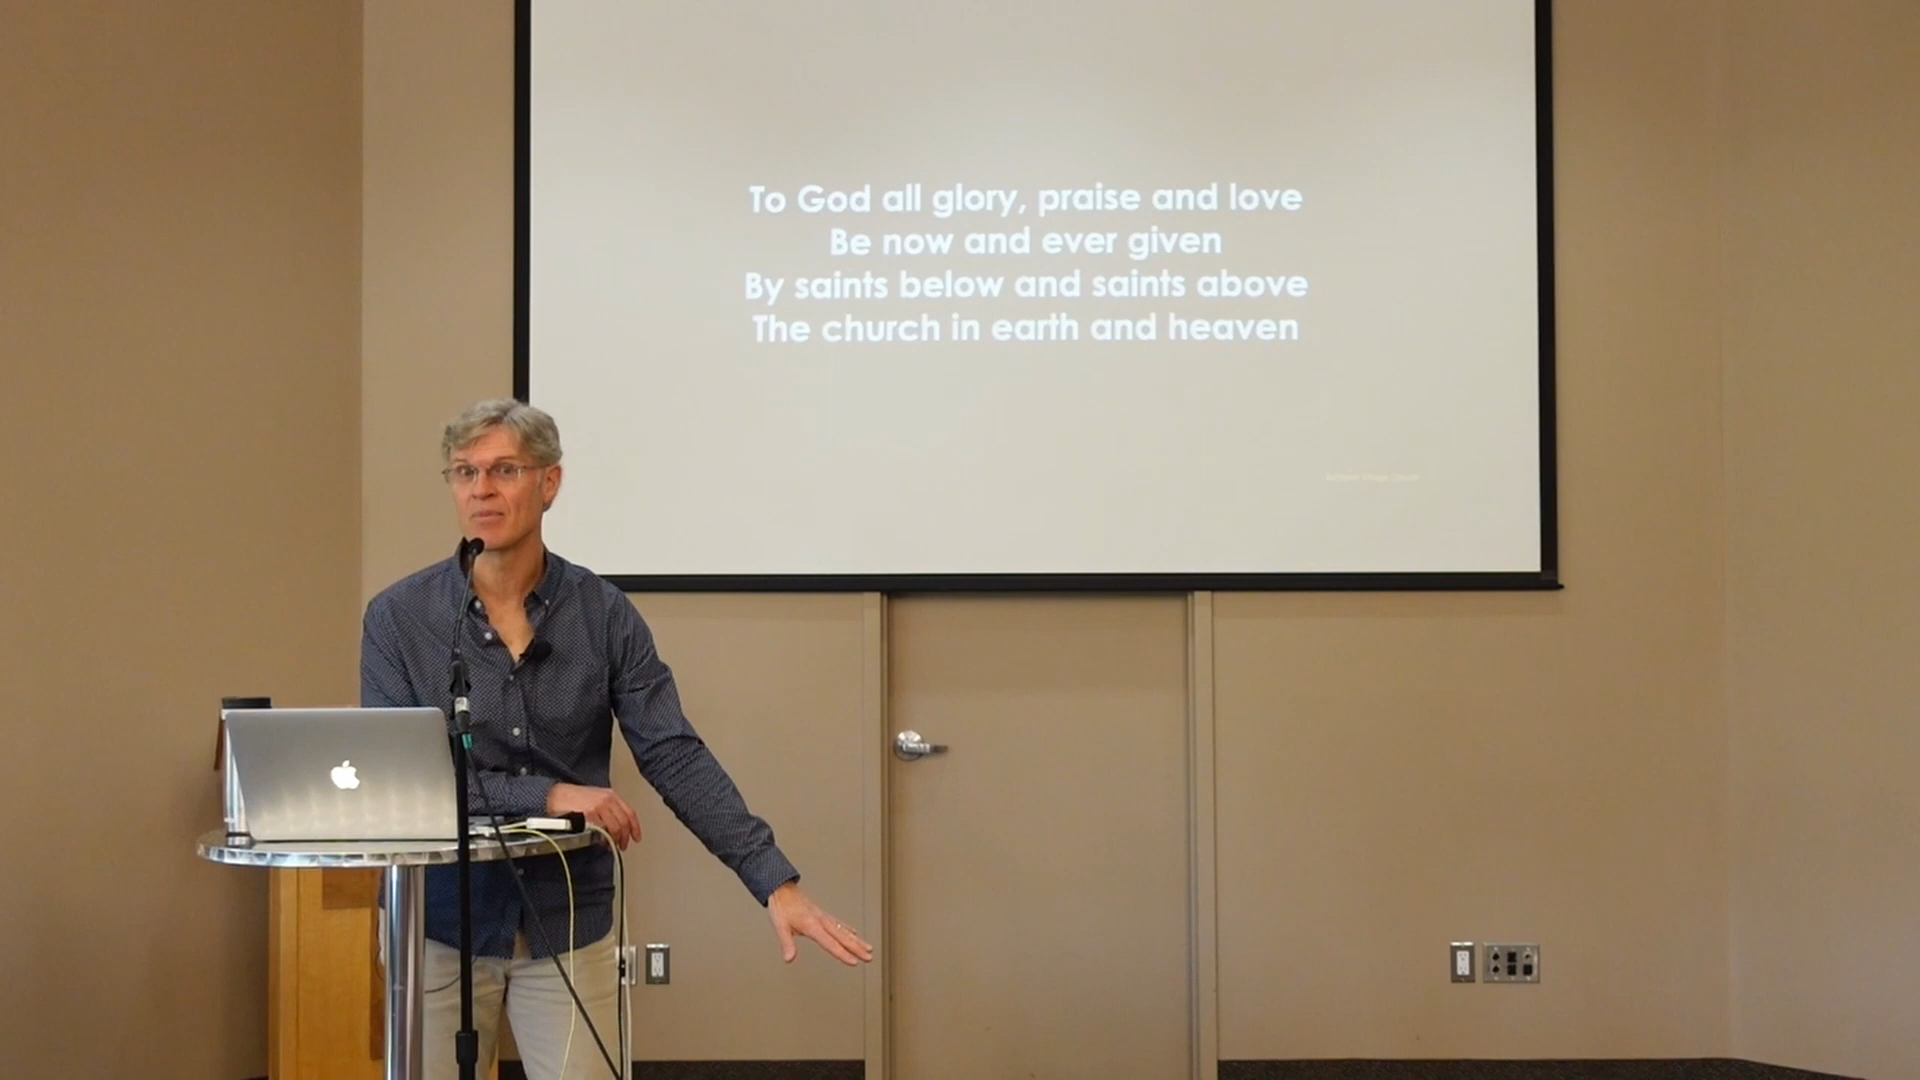 To God all glory, praise and love
Be now and ever given
By saints below and saints above
The church in earth and heaven